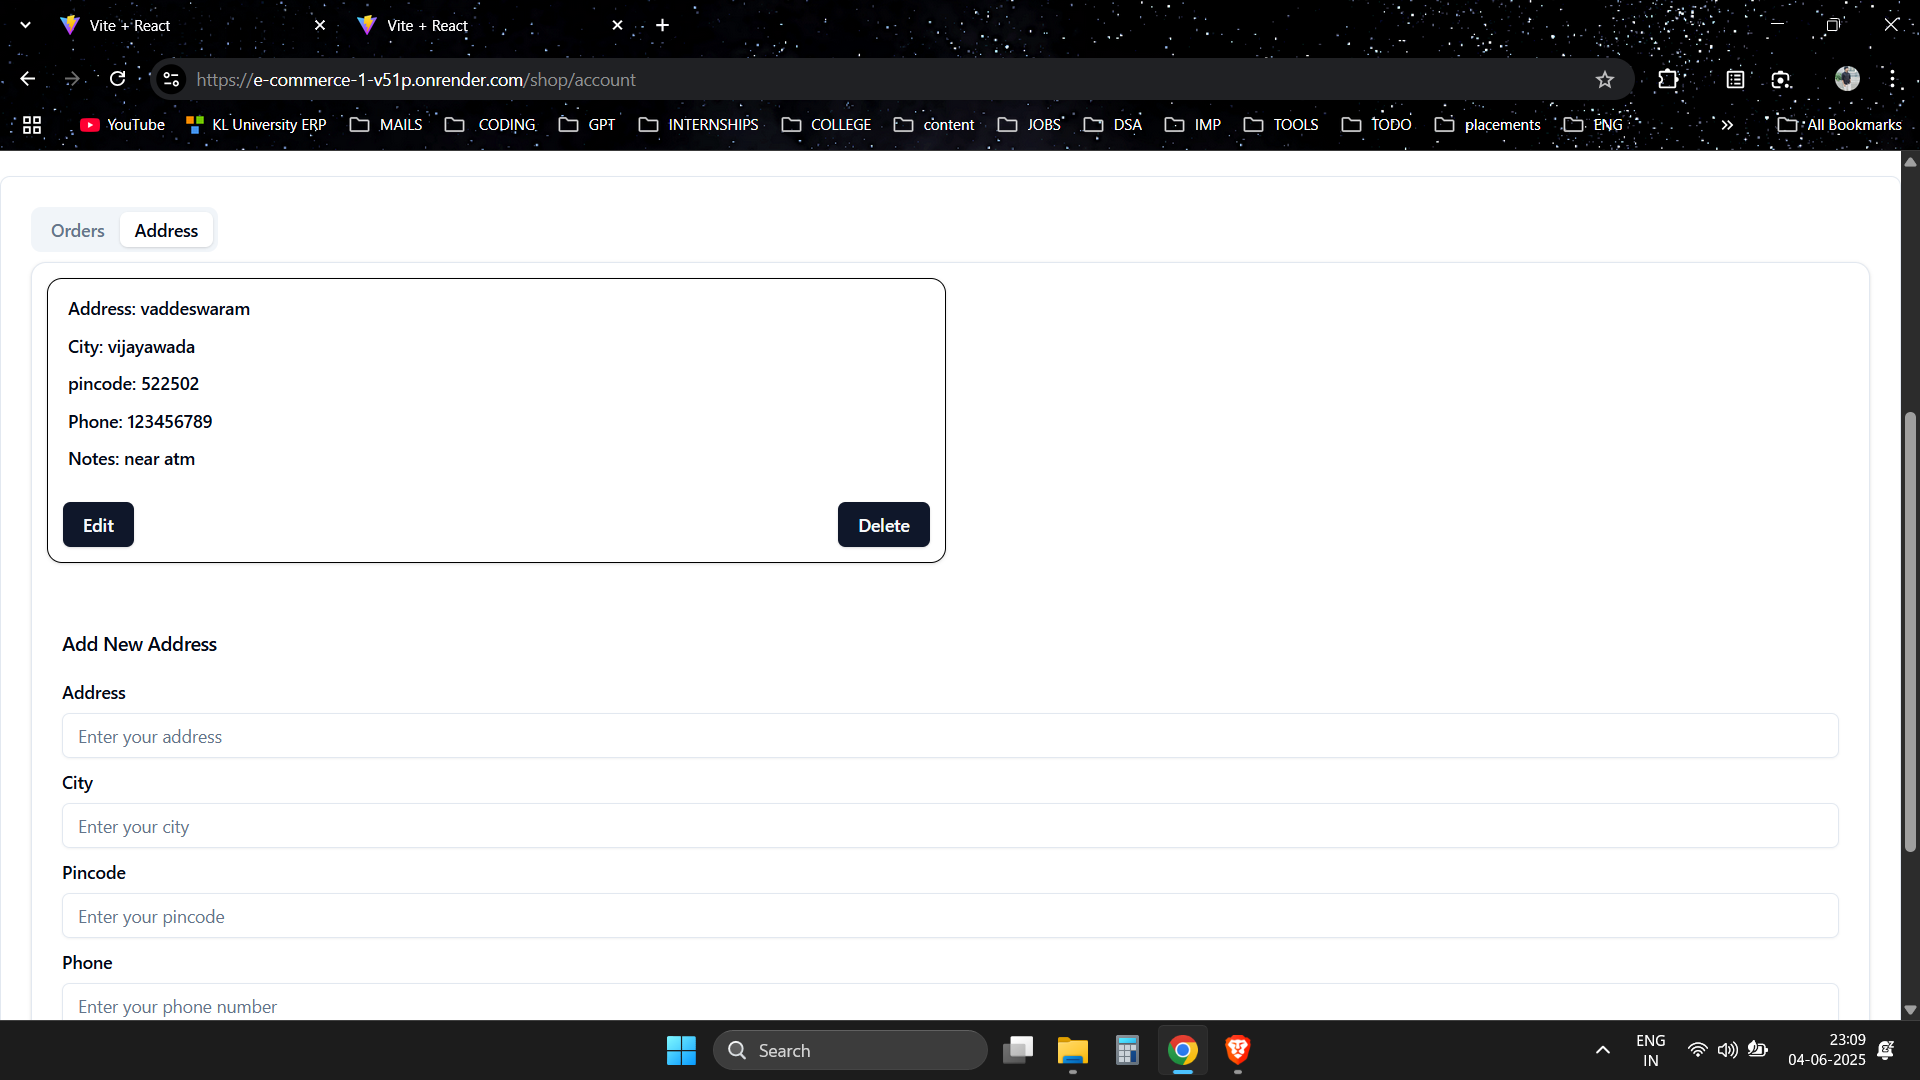 Vite + React
Vite + React
https://e-commerce-1-v51p.onrender.com/shop/account
YouTube
KL University ERP
MAILS
CODING
GPT
INTERNSHIPS
COLLEGE
content
JOBS
DSA
IMP
TOOLS
TODO
placements
ENG
All Bookmarks
Orders
Address
Address: vaddeswaram
City: vijayawada
pincode: 522502
Phone: 123456789
Notes: near atm
Edit
Delete
Add New Address
Address
Enter your address
City
Enter your city
Pincode
Enter your pincode
Phone
Enter your phone number
Search
ENG
IN
23:09
04-06-2025